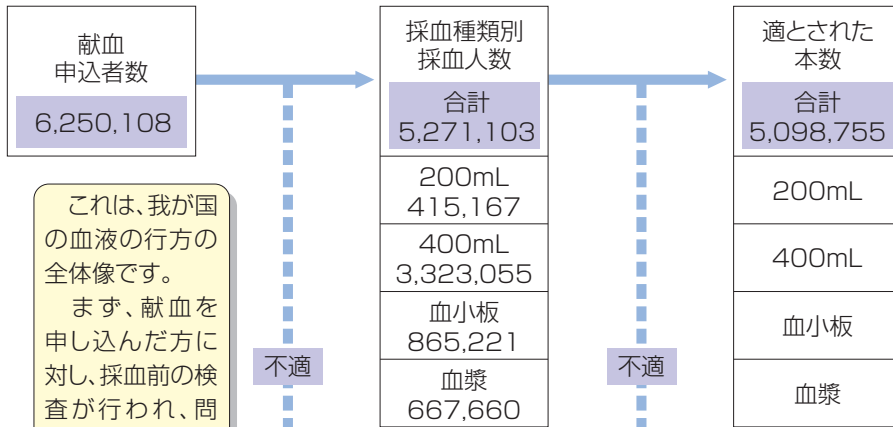 献血
申込者数
6,250,108
これは、我が国
の血液の行方の
全体像です。
まず、献血を
申し込んだ方に
対し、採血前の検
査が行われ、問
不適
採血種類別
採血人数
合計
5,271,103
200mL
415,167
400mL
3,323,055
血小板
865,221
血漿
667,660
不適
適とされた
本数
合計
5,098,755
200mL
400mL
血小板
血漿